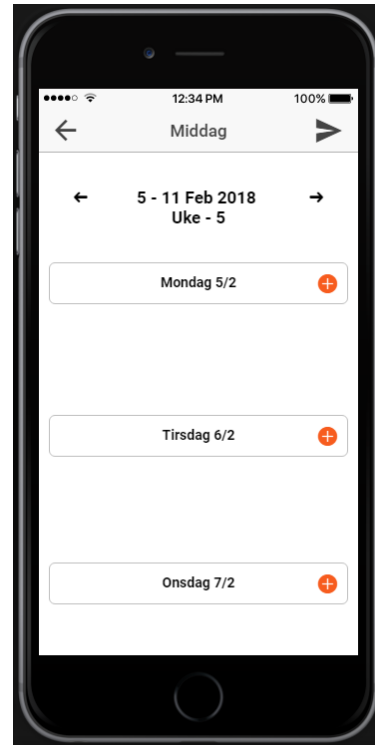 12:34 PM
100%
Middag
5 - 11 Feb 2018
Uke - 5
Mondag 5/2
Tirsdag 6/2
Onsdag 7/2